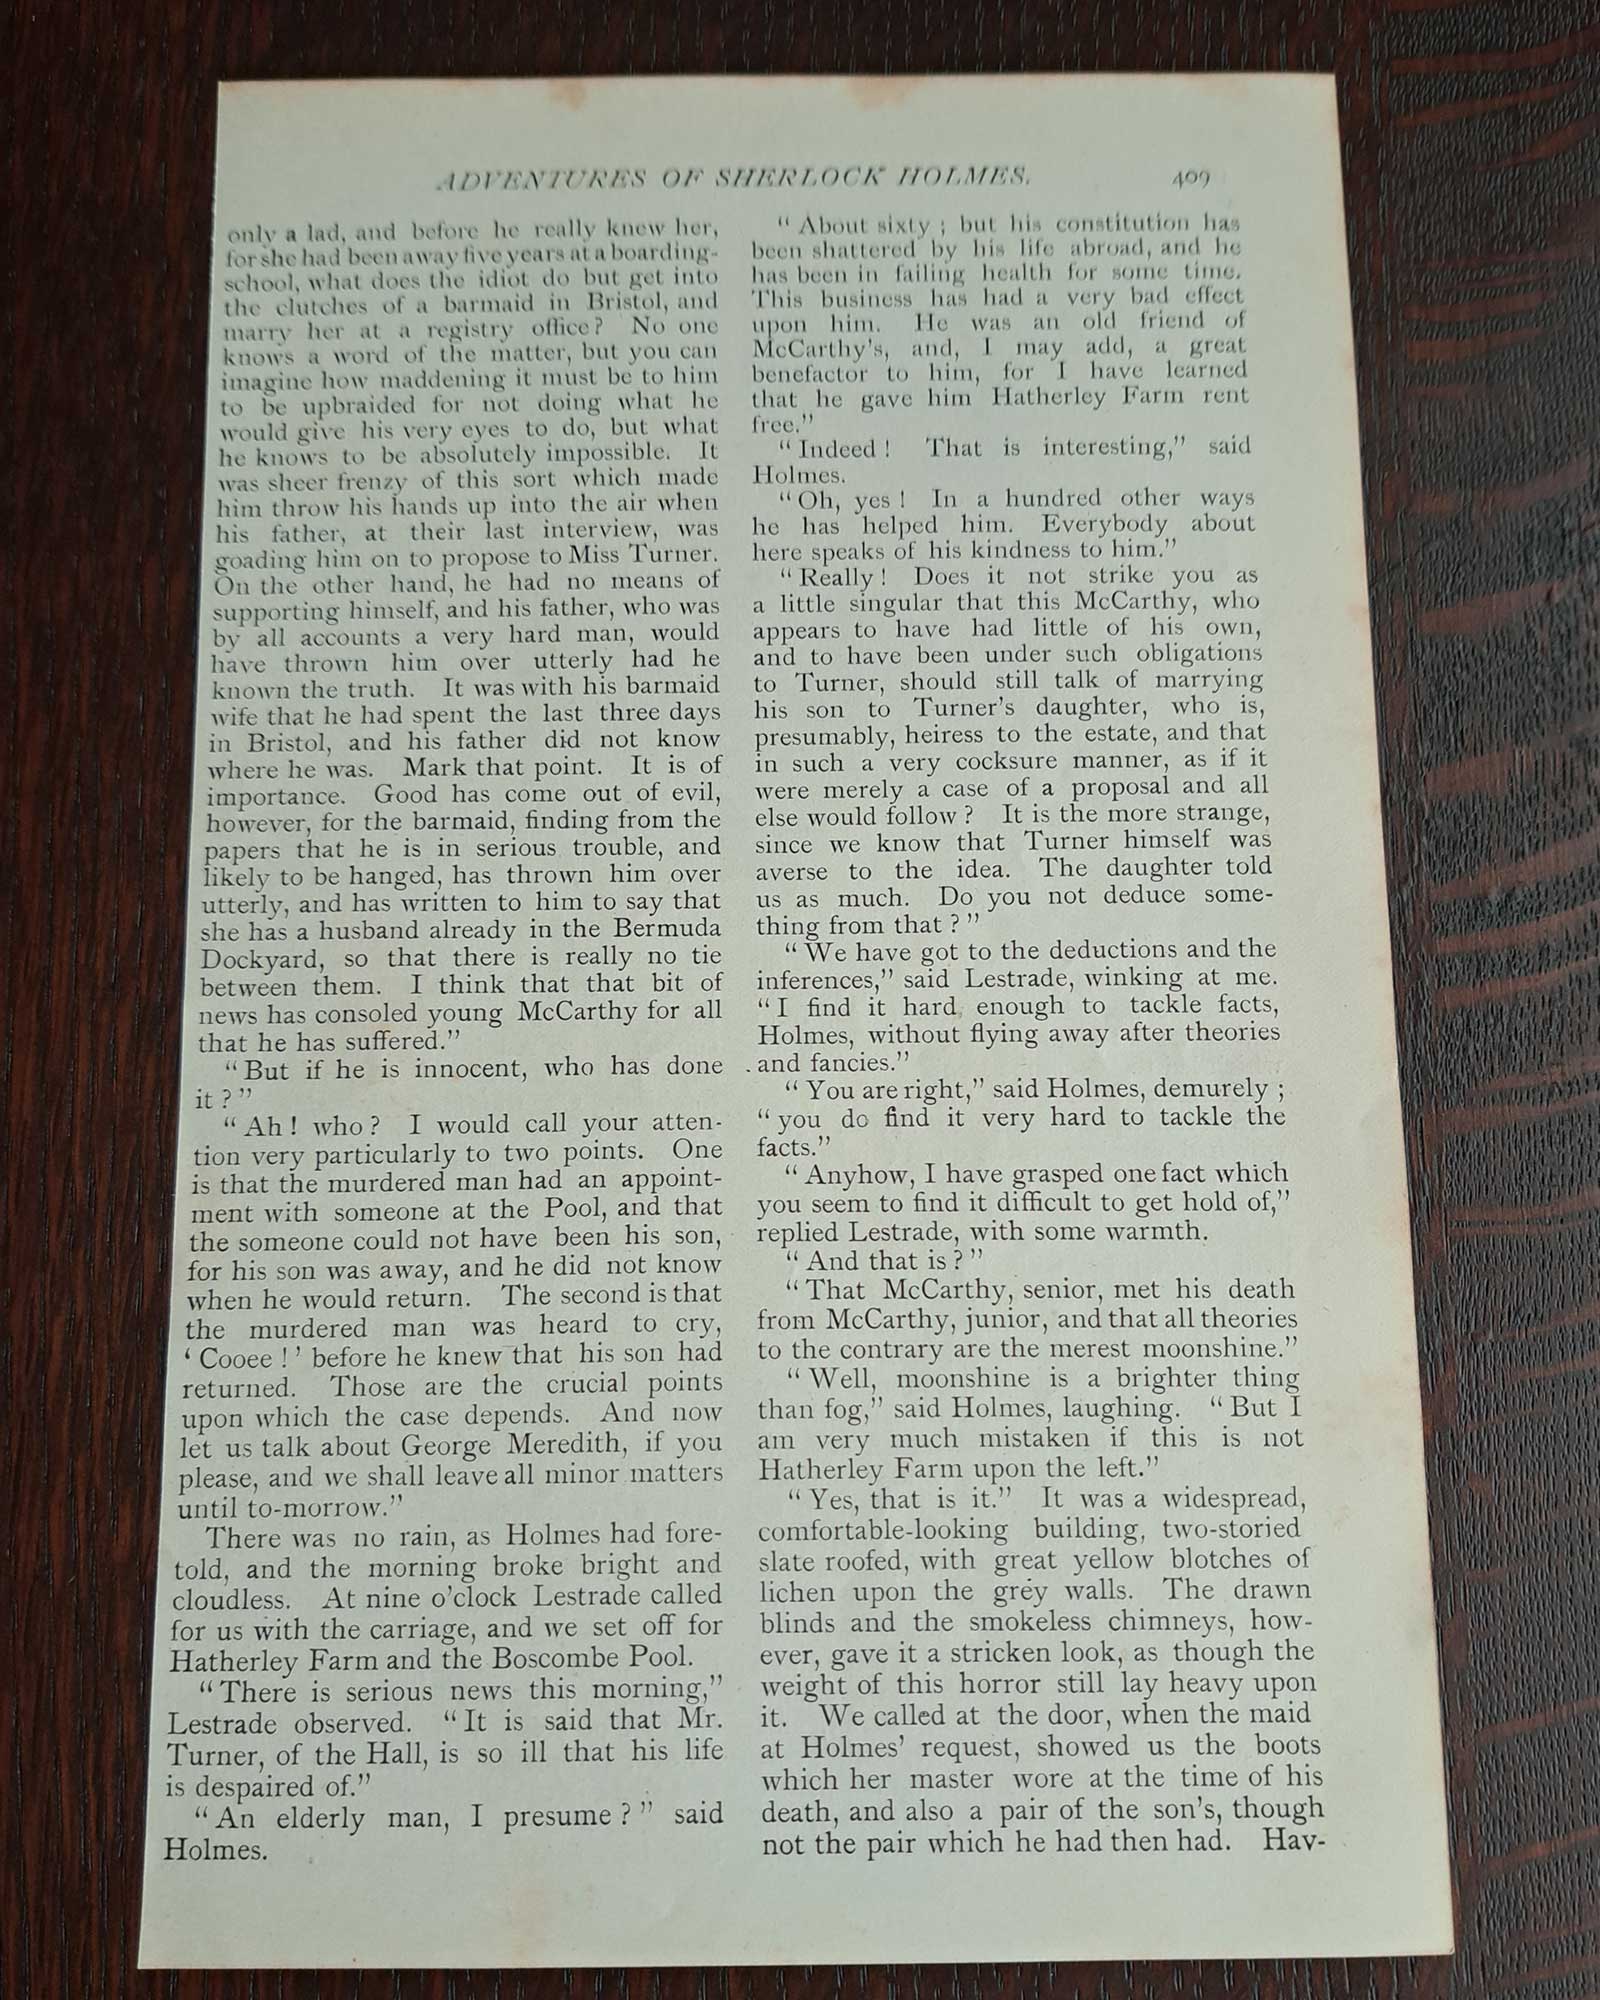 ADVENTURES OF SHERLOCK HOLMES. 409
only a lad, and before he really knew her,
for she had been away five years at a boarding-
school, what does the idiot do but get into
the clutches of a barmaid in Bristol, and
marry her at a registry office? No one
knows a word of the matter, but you can
imagine how maddening it must be to him
to be upbraided for not doing what he
would give his very eyes to do, but what
he knows to be absolutely impossible. It
was sheer frenzy of this sort which made
him throw his hands up into the air when
his father, at their last interview, was
goading him on to propose to Miss Turner.
On the other hand, he had no means of
supporting himself, and his father, who was
by all accounts a very hard man, would
have thrown him over utterly had he
known the truth. It was with his barmaid
wife that he had spent the last three days
in Bristol, and his father did not know
where he was. Mark that point. It is of
importance. Good has come out of evil,
however, for the barmaid, finding from the
papers that he is in serious trouble, and
likely to be hanged, has thrown him over
utterly, and has written to him to say that
she has a husband already in the Bermuda
Dockyard, so that there is really no tie
between them. I think that that bit of
news has consoled young McCarthy for all
that he has suffered.”
“But if he is innocent, who has done
it?”
“Ah! who? I would call your atten-
tion very particularly to two points. One
is that the murdered man had an appoint-
ment with someone at the Pool, and that
the someone could not have been his son,
for his son was away, and he did not know
when he would return. The second is that
the murdered man was heard to cry,
‘Cooee!’ before he knew that his son had
returned. Those are the crucial points
upon which the case depends. And now
let us talk about George Meredith, if you
please, and we shall leave all minor matters
until to-morrow.”
There was no rain, as Holmes had fore-
told, and the morning broke bright and
cloudless. At nine o’clock Lestrade called
for us with the carriage, and we set off for
Hatherley Farm and the Boscombe Pool.
“There is serious news this morning,”
Lestrade observed. “It is said that Mr.
Turner, of the Hall, is so ill that his life
is despaired of.”
“An elderly man, I presume?” said
Holmes.
“About sixty; but his constitution has
been shattered by his life abroad, and he
has been in failing health for some time.
This business has had a very bad effect
upon him. He was an old friend of
McCarthy’s, and, I may add, a great
benefactor to him, for I have learned
that he gave him Hatherley Farm rent
free.”
“Indeed! That is interesting,” said
Holmes.
“Oh, yes! In a hundred other ways
he has helped him. Everybody about
here speaks of his kindness to him.”
“Really! Does it not strike you as
a little singular that this McCarthy, who
appears to have had little of his own,
and to have been under such obligations
to Turner, should still talk of marrying
his son to Turner’s daughter, who is,
presumably, heiress to the estate, and that
in such a very cocksure manner, as if it
were merely a case of a proposal and all
else would follow? It is the more strange,
since we know that Turner himself was
averse to the idea. The daughter told
us as much. Do you not deduce some-
thing from that?”
“We have got to the deductions and the
inferences,” said Lestrade, winking at me.
“I find it hard enough to tackle facts,
Holmes, without flying away after theories
and fancies.”
“You are right,” said Holmes, demurely;
“you do find it very hard to tackle the
facts.”
“Anyhow, I have grasped one fact which
you seem to find it difficult to get hold of,”
replied Lestrade, with some warmth.
“And that is?”
“That McCarthy, senior, met his death
from McCarthy, junior, and that all theories
to the contrary are the merest moonshine.”
“Well, moonshine is a brighter thing
than fog,” said Holmes, laughing. “But I
am very much mistaken if this is not
Hatherley Farm upon the left.”
“Yes, that is it.” It was a widespread,
comfortable-looking building, two-storied
slate roofed, with great yellow blotches of
lichen upon the grey walls. The drawn
blinds and the smokeless chimneys, how-
ever, gave it a stricken look, as though the
weight of this horror still lay heavy upon
it. We called at the door, when the maid
at Holmes’ request, showed us the boots
which her master wore at the time of his
death, and also a pair of the son’s, though
not the pair which he had then had. Hav-